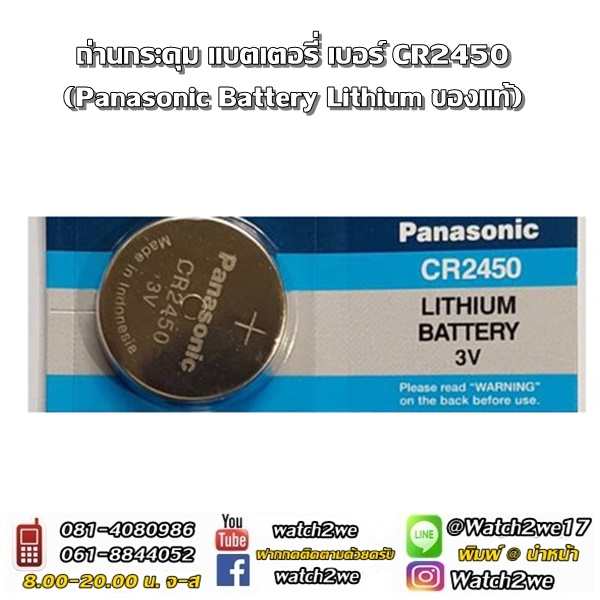 ถ่านกระดุม แบตเตอรี่ เบอร์ CR2450
(Panasonic Battery Lithium ของแท้)
Panasonic
CR2450
3V
Made in Indonesia
+
Panasonic
CR2450
LITHIUM
BATTERY
3V
Please read "WARNING"
on the back before use.
081-4080986
061-8844052
8.00-20.00 น. จ-ส
You
Tube
watch2we
ฝากกดติดตามด้วยครับ
f
watch2we
LINE
@Watch2we17
พิมพ์ @ นำหน้า
Watch2we